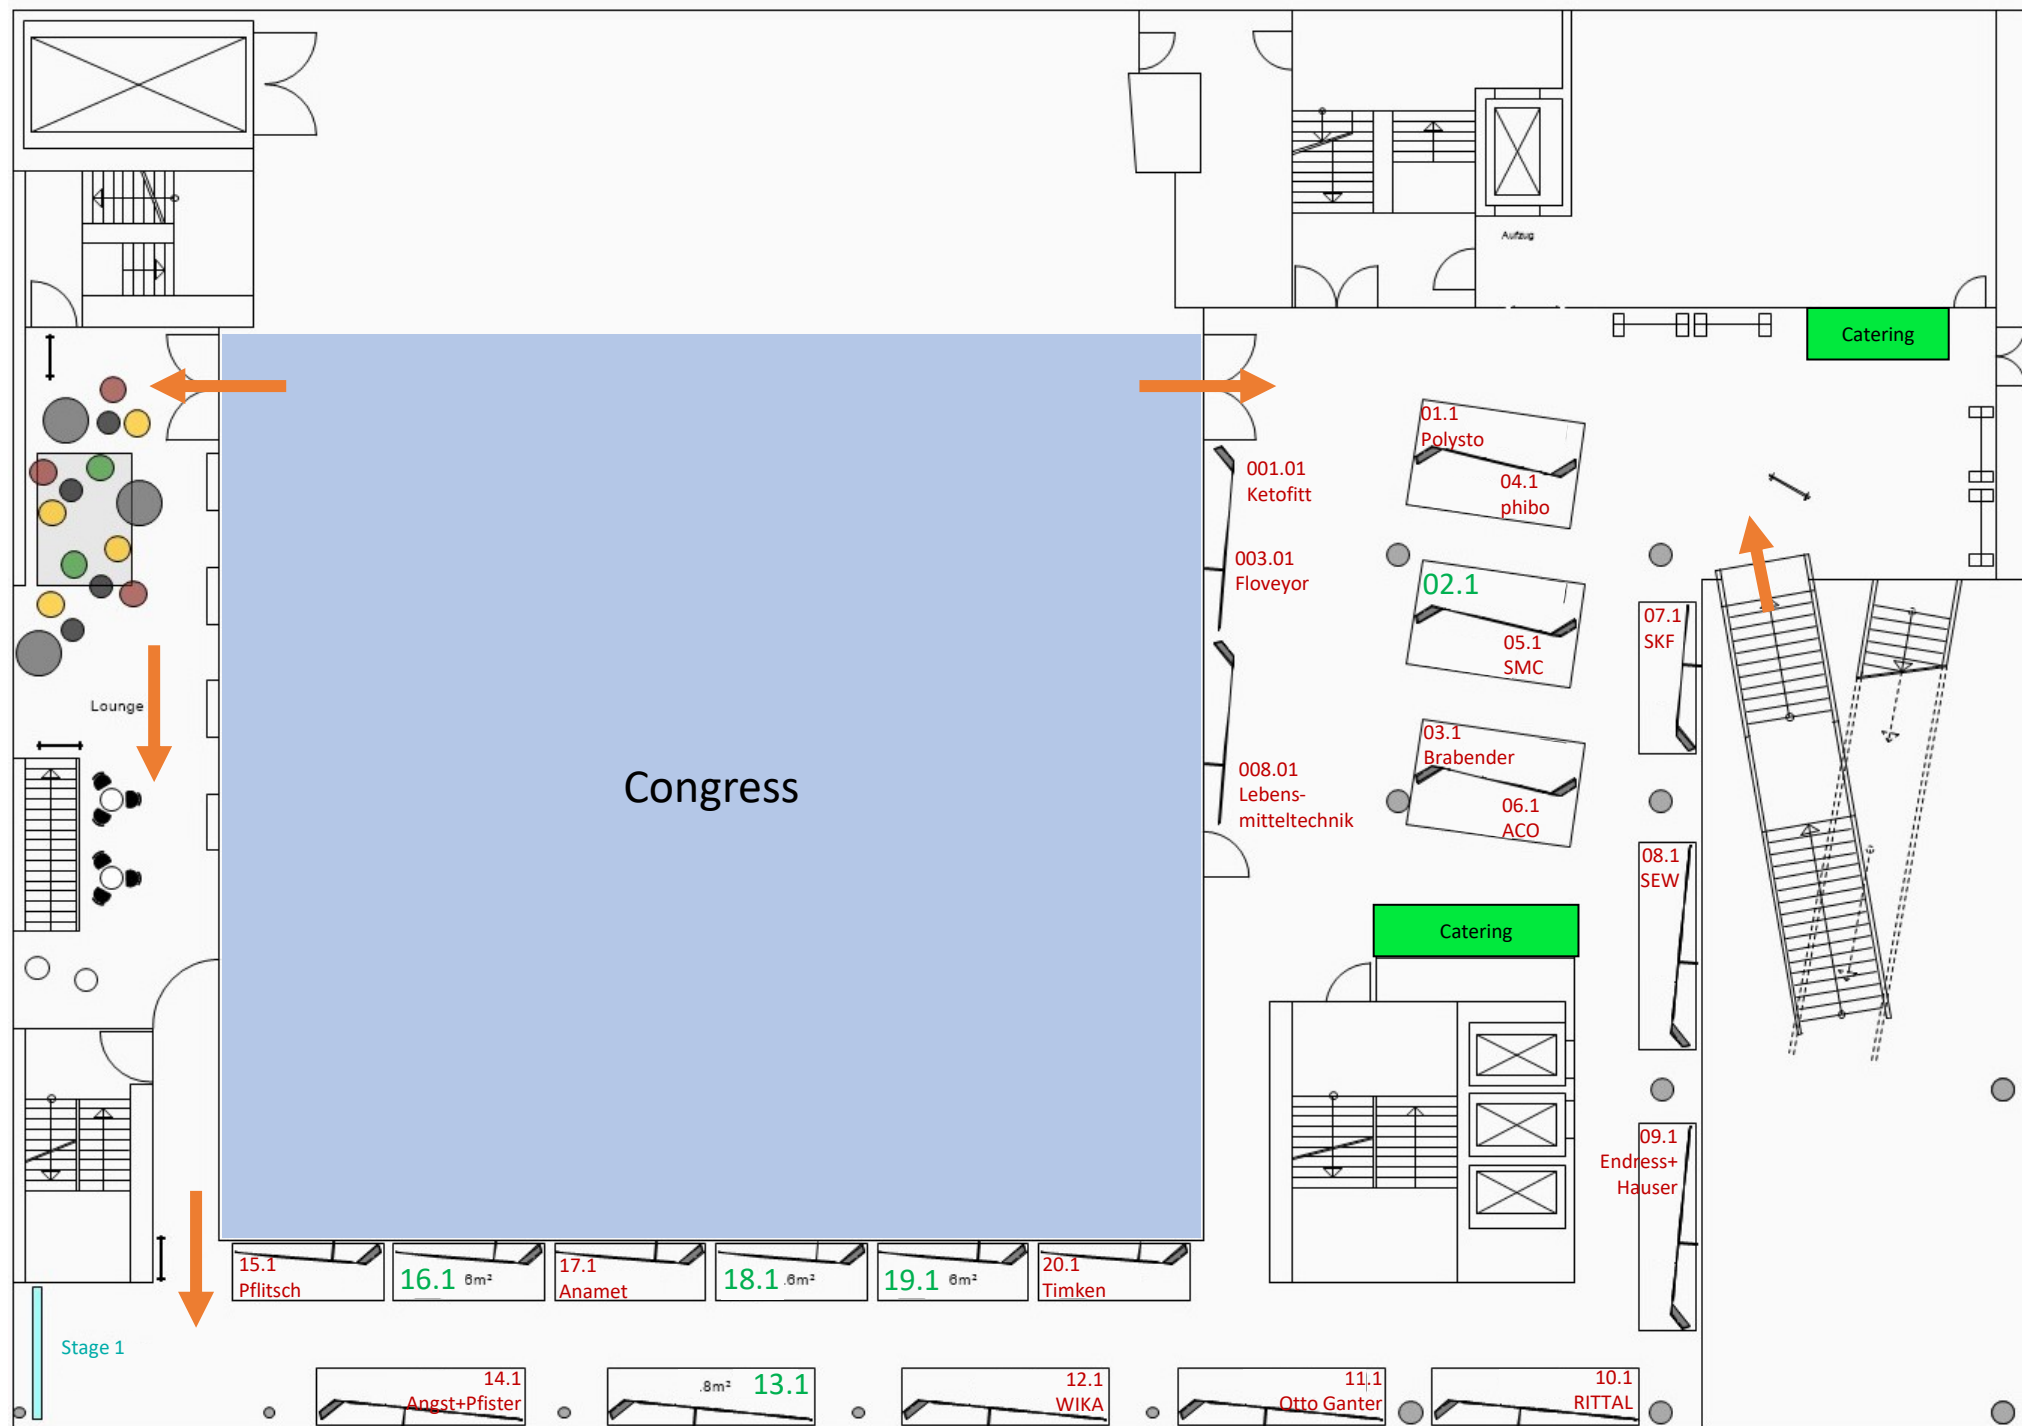 Aufzug
Catering
01.1
Polysto
04.1
phibo
001.01
Ketofitt
003.01
Floveyor
02.1
05.1
SMC
07.1
SKF
Lounge
Congress
03.1
Brabender
06.1
ACO
008.01
Lebens-
mitteltechnik
08.1
SEW
Catering
09.1
Endress+
Hauser
15.1
Pflitsch
16.1 6m²
17.1
Anamet
18.1 .6m²
19.1 6m²
20.1
Timken
Stage 1
14.1
Angst+Pfister
.8m² 13.1
12.1
WIKA
11.1
Otto Ganter
10.1
RITTAL